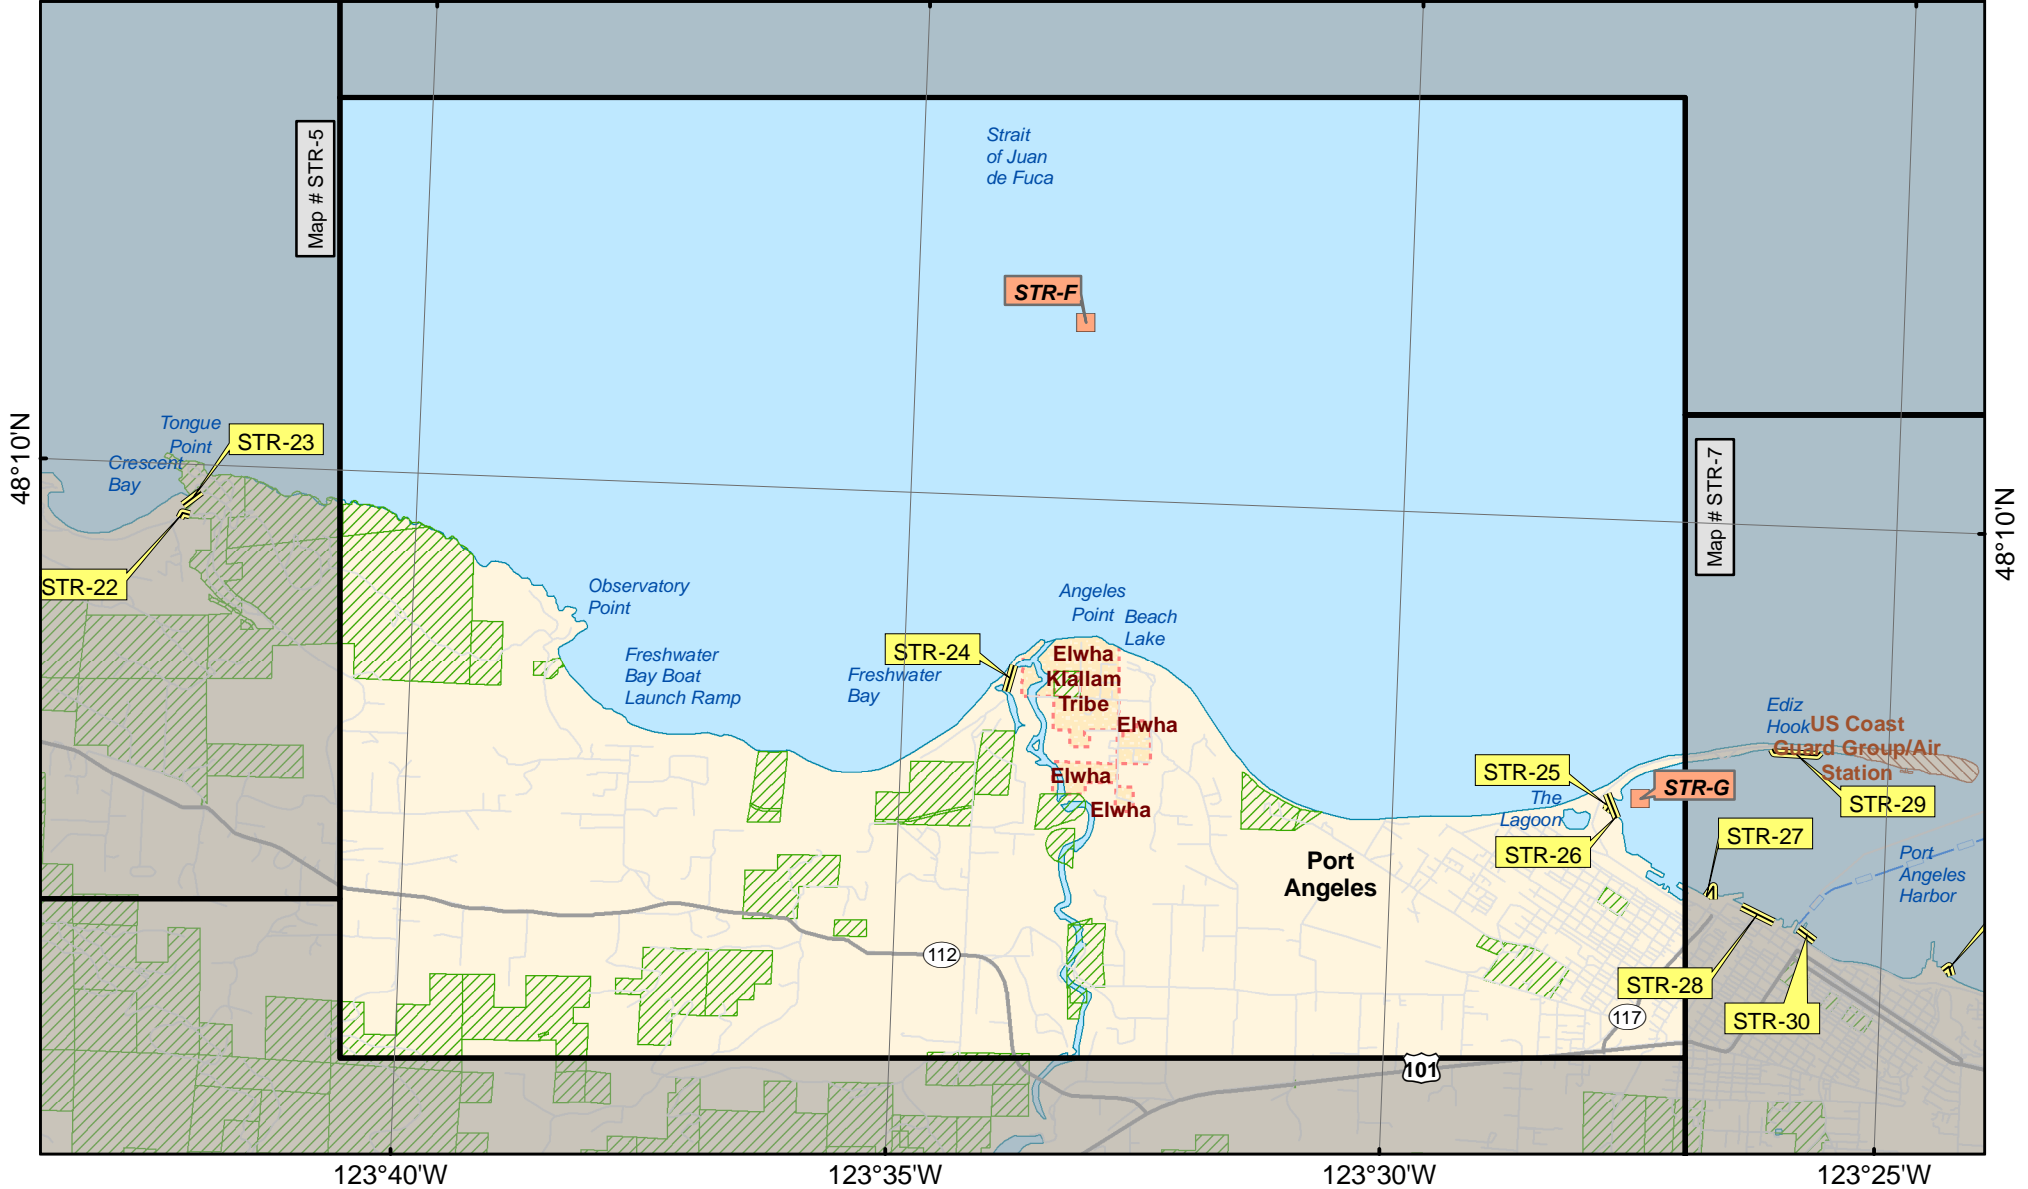 Strait
of Juan
de Fuca
Map # STR-5
STR-F
Tongue
Point
STR-23
Crescent
Bay
48°10'N
Map # STR-7
48°10'N
STR-22
Observatory
Point
Angeles
Point
Beach
Lake
STR-24
Freshwater
Bay Boat
Launch Ramp
Freshwater
Bay
Elwha
Klallam
Tribe
Elwha
Elwha
Elwha
Ediz
Hook
US Coast
Guard Group/Air
Station
STR-25
STR-G
The
Lagoon
STR-29
STR-26
STR-27
Port
Angeles
Port
Angeles
Harbor
112
STR-28
117
STR-30
101
123°40'W
123°35'W
123°30'W
123°25'W